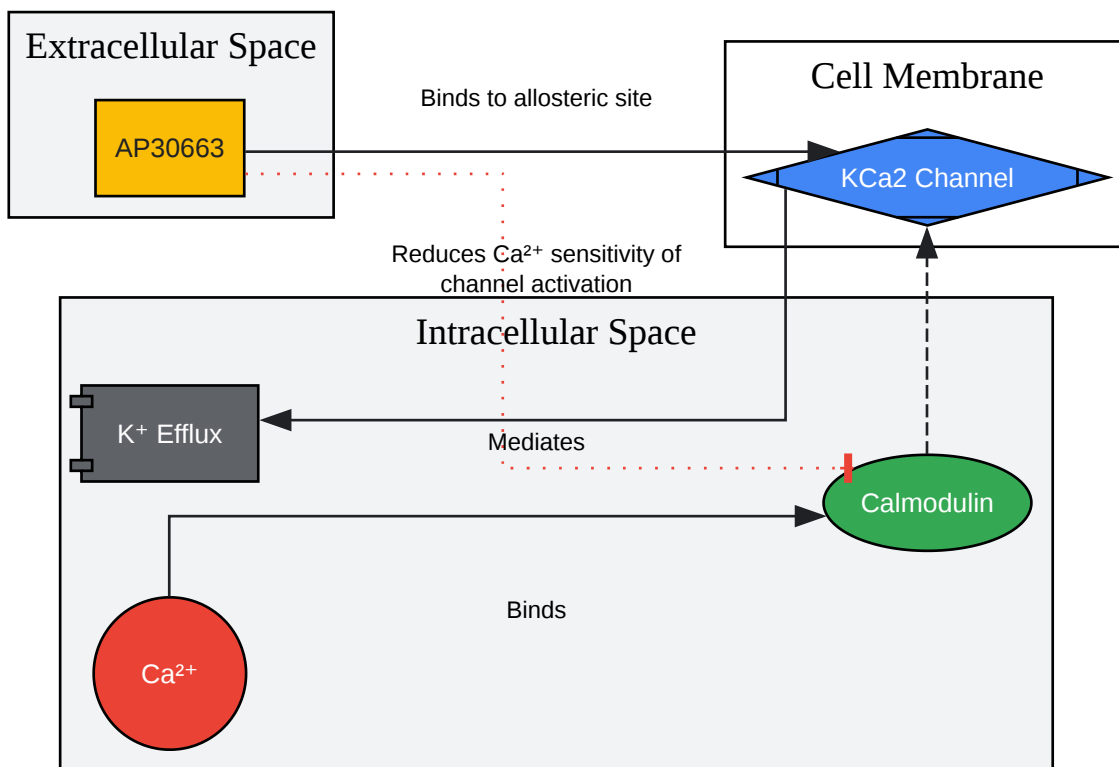 Extracellular Space
Cell Membrane
Binds to allosteric site
AP30663
KCa2 Channel
Reduces Ca²⁺ sensitivity of
channel activation
Intracellular Space
K⁺ Efflux
Mediates
Calmodulin
Binds
Ca²⁺